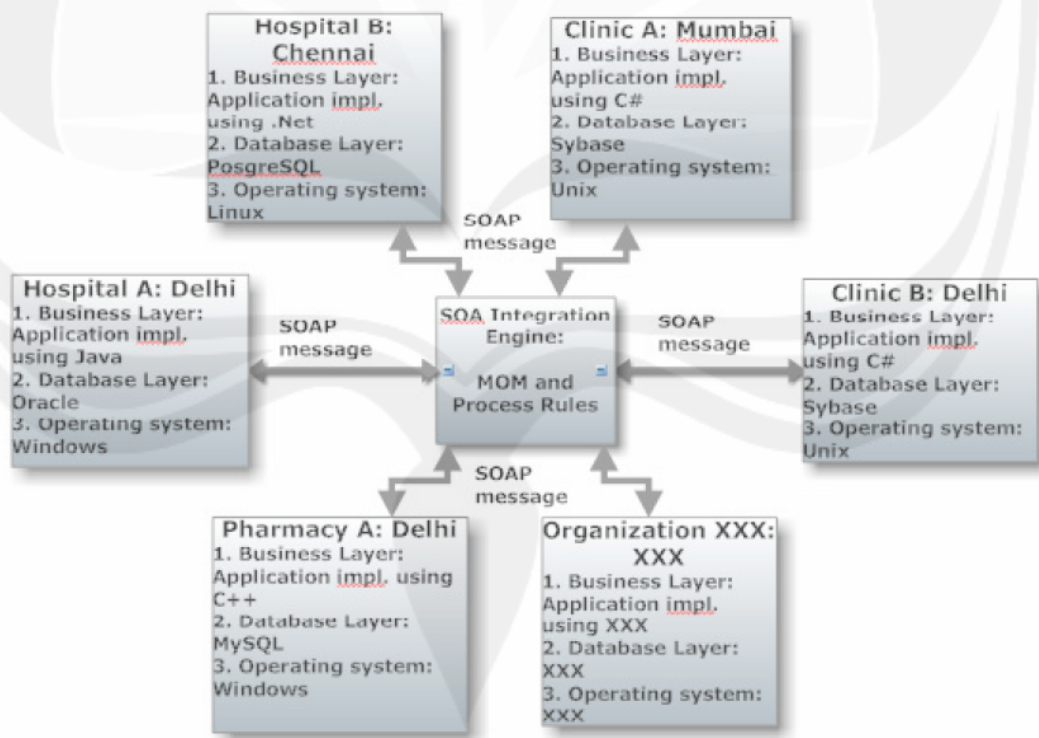 Hospital B:
Chennai
1. Business Layer:
Application impl.
using .Net
2. Database Layer:
PosgreSQL
3. Operating system:
Linux
Clinic A: Mumbai
1. Business Layer:
Application impl.
using C#
2. Database Layer:
Sybase
3. Operating system:
Unix
SOAP
message
Hospital A: Delhi
1. Business Layer:
Application impl.
using Java
2. Database Layer:
Oracle
3. Operating system:
Windows
SOAP
message
SOA Integration
Engine:
MOM and
Process Rules
SOAP
message
Clinic B: Delhi
1. Business Layer:
Application impl.
using C#
2. Database Layer:
Sybase
3. Operating system:
Unix
SOAP
message
Pharmacy A: Delhi
1. Business Layer:
Application impl. using
C++
2. Database Layer:
MySQL
3. Operating system:
Windows
Organization XXX:
XXX
1. Business Layer:
Application impl.
using XXX
2. Database Layer:
XXX
3. Operating system:
XXX